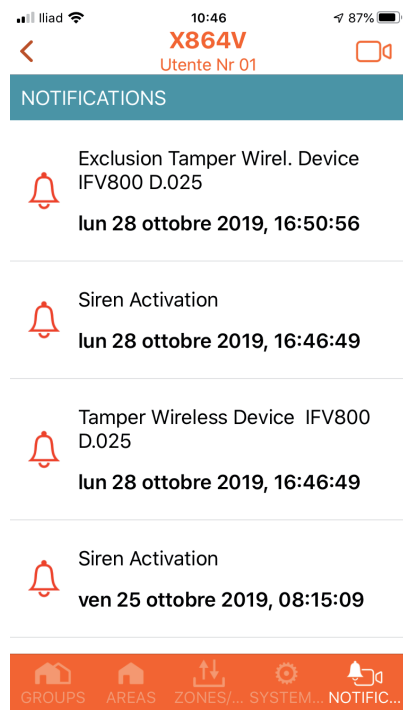 Iliad 10:46 87%
X864V
Utente Nr 01
NOTIFICATIONS
Exclusion Tamper Wirel. Device
IFV800 D.025
lun 28 ottobre 2019, 16:50:56
Siren Activation
lun 28 ottobre 2019, 16:46:49
Tamper Wireless Device  IFV800
D.025
lun 28 ottobre 2019, 16:46:49
Siren Activation
ven 25 ottobre 2019, 08:15:09
GROUPS AREAS ZONES/... SYSTEM... NOTIFIC...